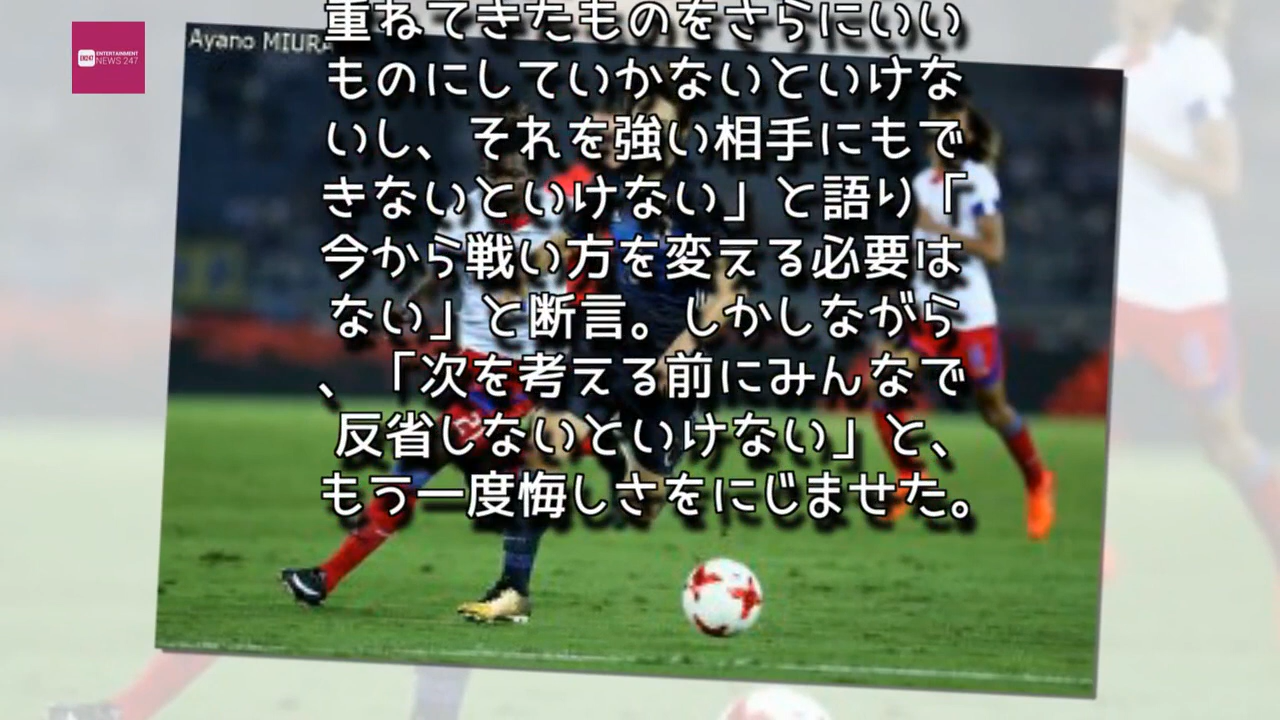 ENTERTAINMENT
EN247 NEWS 247
Ayano MIURA
重ねてきたものをさらにいい
ものにしていかないといけな
いし、それを強い相手にもで
きないといけない」と語り「
今から戦い方を変える必要は
ない」と断言。しかしながら
、「次を考える前にみんなで
反省しないといけない」と、
もう一度悔しさをにじませた。